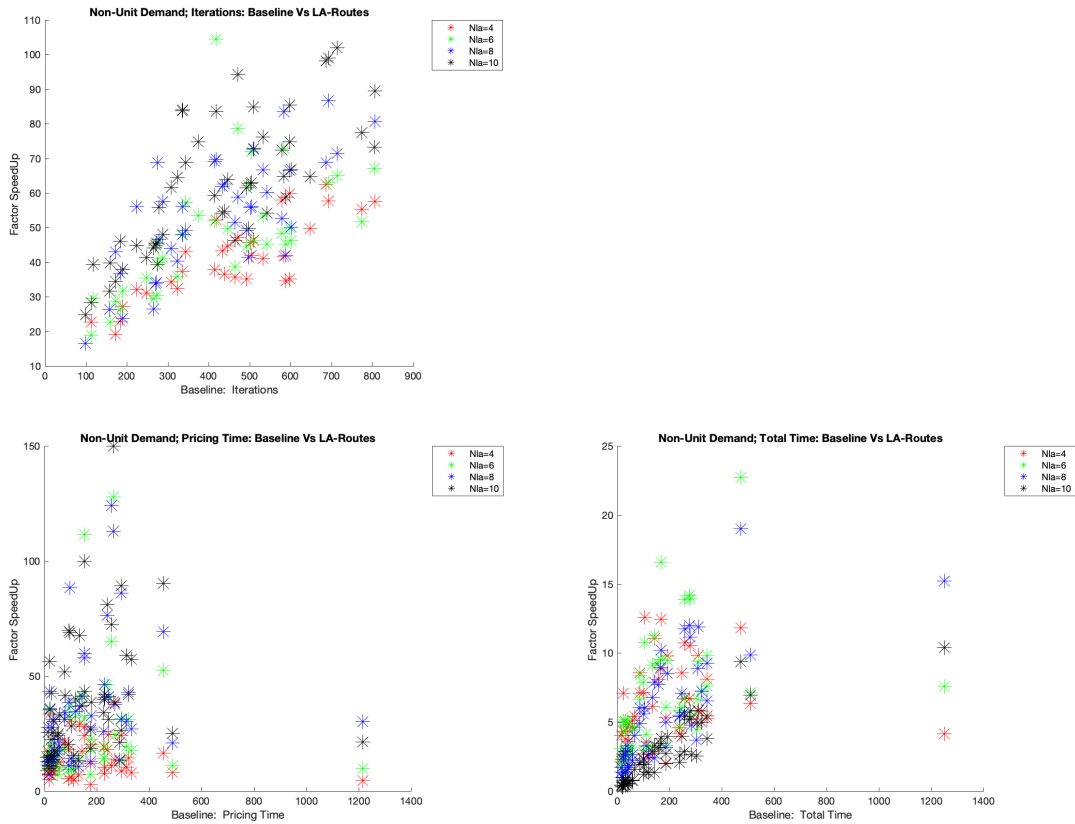 Non-Unit Demand; Iterations: Baseline Vs LA-Routes
110
100
90
80
70
60
50
40
30
20
10
Factor SpeedUp
0 100 200 300 400 500 600 700 800 900
Baseline: Iterations
Nla=4
Nla=6
Nla=8
Nla=10
Non-Unit Demand; Pricing Time: Baseline Vs LA-Routes
150
100
50
0
Factor SpeedUp
0 200 400 600 800 1000 1200 1400
Baseline: Pricing Time
Nla=4
Nla=6
Nla=8
Nla=10
Non-Unit Demand; Total Time: Baseline Vs LA-Routes
25
20
15
10
5
0
Factor SpeedUp
0 200 400 600 800 1000 1200 1400
Baseline: Total Time
Nla=4
Nla=6
Nla=8
Nla=10